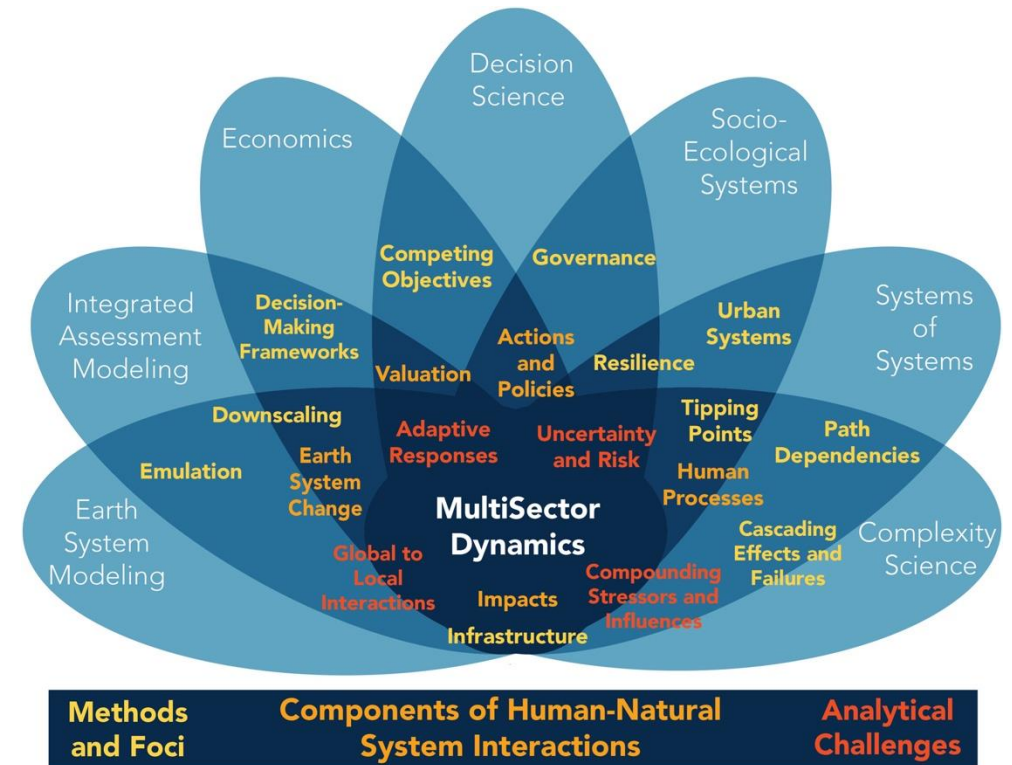 Decision
Science
Economics
Socio-
Ecological
Systems
Integrated
Assessment
Modeling
Systems
of
Systems
Earth
System
Modeling
Complexity
Science
Competing
Objectives
Governance
Decision-
Making
Frameworks
Urban
Systems
Valuation
Actions
and
Policies
Resilience
Downscaling
Adaptive
Responses
Uncertainty
and Risk
Tipping
Points
Path
Dependencies
Emulation
Earth
System
Change
Human
Processes
MultiSector
Dynamics
Cascading
Effects and
Failures
Global to
Local
Interactions
Impacts
Compounding
Stressors and
Influences
Infrastructure
Methods
and Foci
Components of Human-Natural
System Interactions
Analytical
Challenges